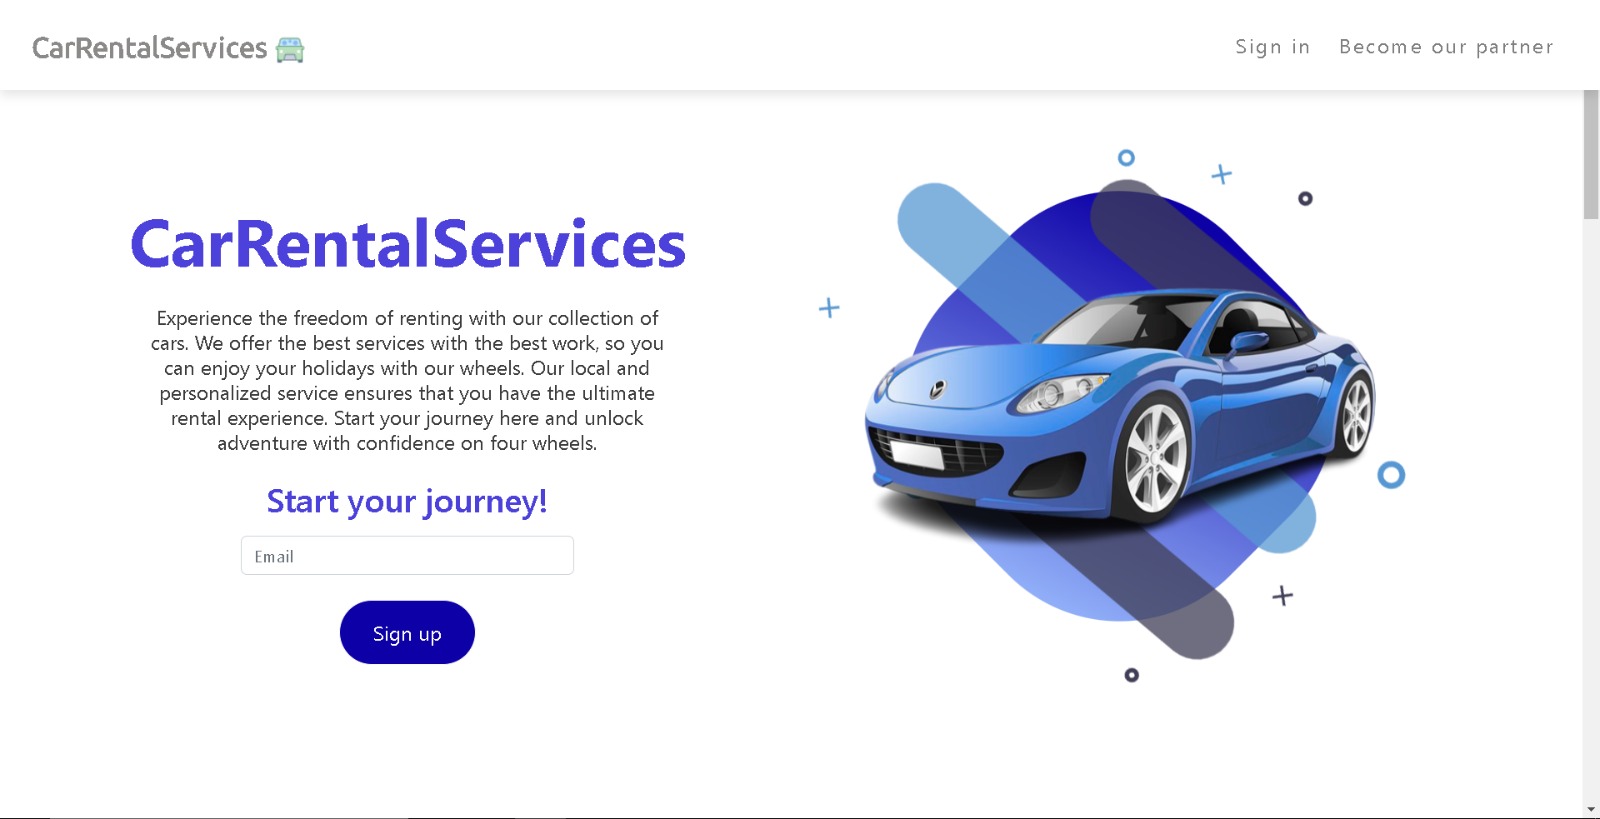 CarRentalServices
Sign in
Become our partner
CarRentalServices
Experience the freedom of renting with our collection of
cars. We offer the best services with the best work, so you
can enjoy your holidays with our wheels. Our local and
personalized service ensures that you have the ultimate
rental experience. Start your journey here and unlock
adventure with confidence on four wheels.
Start your journey!
Email
Sign up